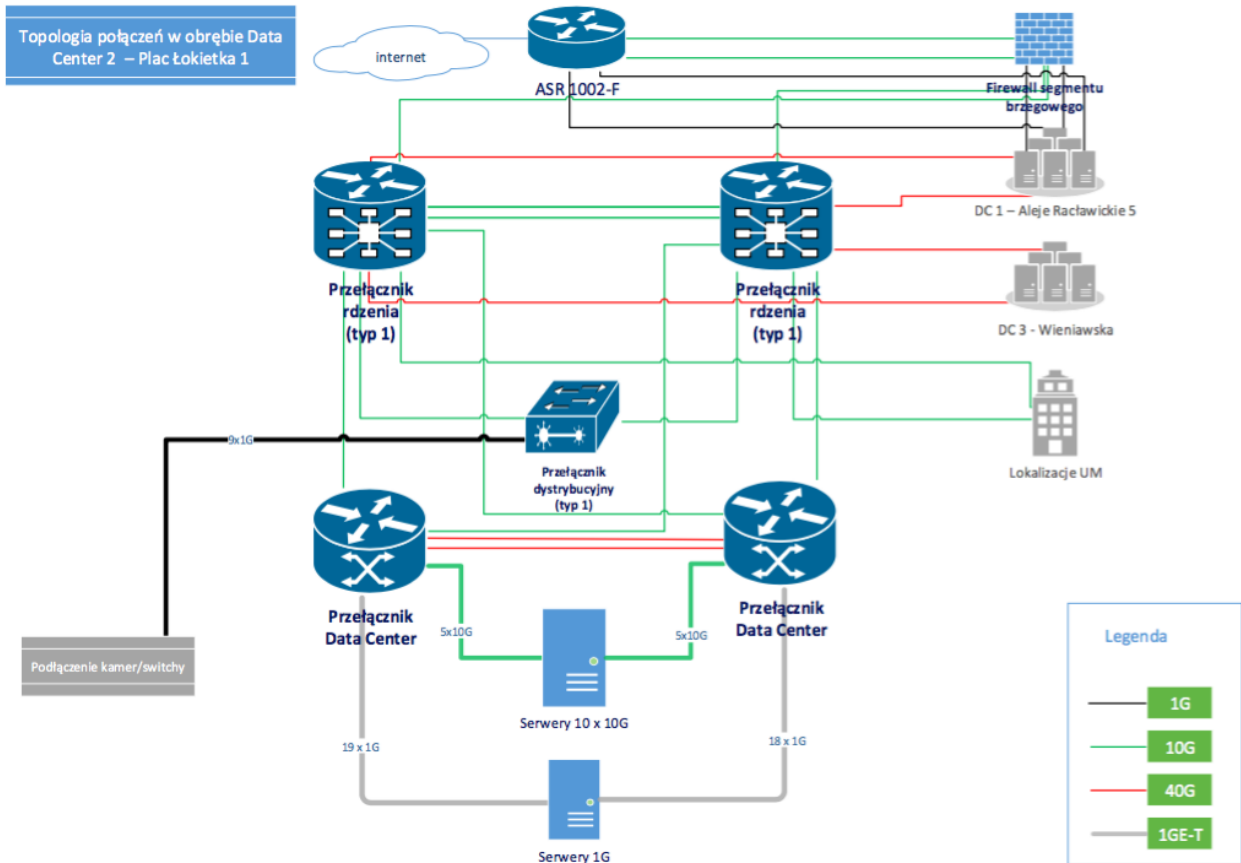 Topologia połączeń w obrębie Data
Center 2 – Plac Łokietka 1
internet
ASR 1002-F
Firewall segmentu
brzegowego
DC 1 – Aleje Racławickie 5
Przełącznik
rdzenia
(typ 1)
Przełącznik
rdzenia
(typ 1)
DC 3 - Wieniawska
9x1G
Przełącznik
dystrybucyjny
(typ 1)
Lokalizacje UM
Przełącznik
Data Center
Przełącznik
Data Center
5x10G
5x10G
Podłączenie kamer/switchy
Serwery 10 x 10G
19 x 1G
18 x 1G
Serwery 1G
Legenda
1G
10G
40G
1GE-T